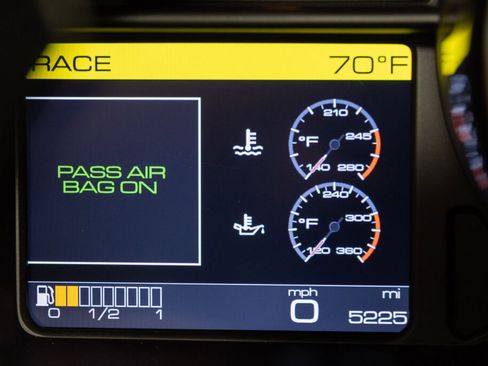 RACE 70°F
PASS AIR
BAG ON
210
245
°F
140 280
240
300
°F
120 360
0 1/2 1
mph
0
mi
5225